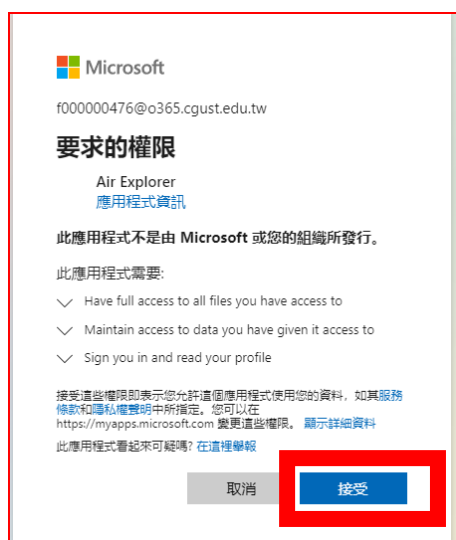 Microsoft
f000000476@o365.cgust.edu.tw
要求的權限
Air Explorer
應用程式資訊
此應用程式不是由 Microsoft 或您的組織所發行。
此應用程式需要:
Have full access to all files you have access to
Maintain access to data you have given it access to
Sign you in and read your profile
接受這些權限即表示您允許這個應用程式使用您的資料，如其服務
條款和隱私權聲明中所指定。您可以在
https://myapps.microsoft.com 變更這些權限。 顯示詳細資料
此應用程式看起來可疑嗎? 在這裡舉報
取消
接受